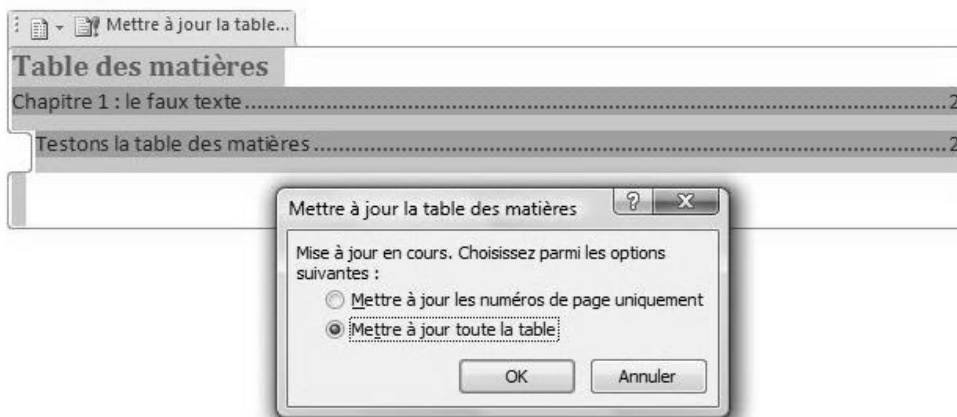 Mettre à jour la table...
Table des matières
Chapitre 1 : le faux texte...............................................................................................................2
Testons la table des matières.....................................................................................................2
Mettre à jour la table des matières
Mise à jour en cours. Choisissez parmi les options
suivantes :
Mettre à jour les numéros de page uniquement
Mettre à jour toute la table
OK Annuler